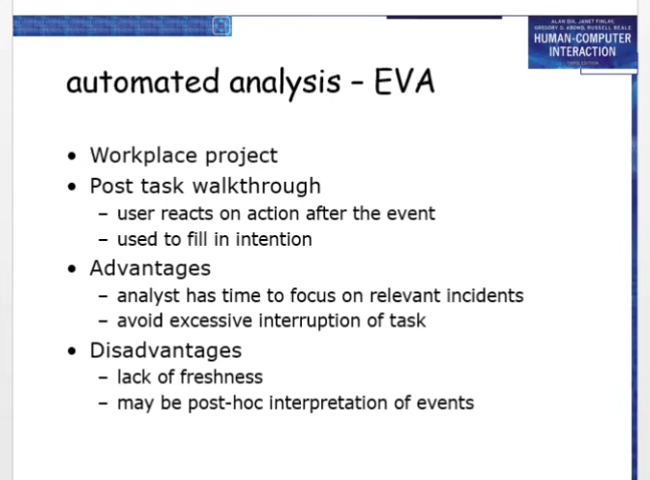 ALAN DIX, JANET FINLAY,
GREGORY D. ABOWD, RUSSELL BEALE
HUMAN-COMPUTER
INTERACTION
THIRD EDITION
automated analysis – EVA
• Workplace project
• Post task walkthrough
– user reacts on action after the event
– used to fill in intention
• Advantages
– analyst has time to focus on relevant incidents
– avoid excessive interruption of task
• Disadvantages
– lack of freshness
– may be post-hoc interpretation of events